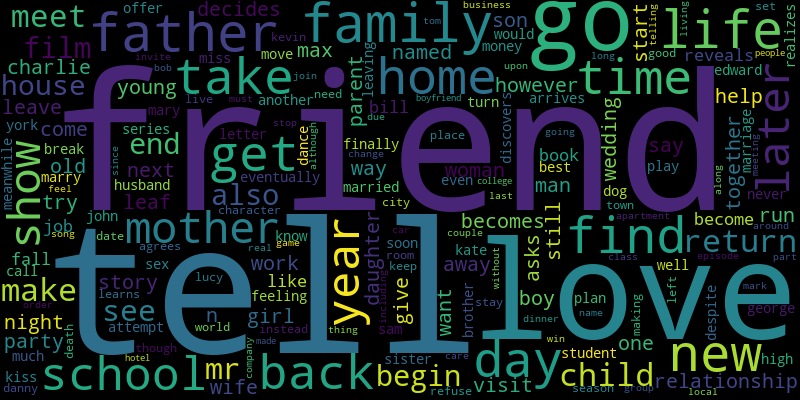 friend
tell
love
go
father
family
life
meet
decides
offer
son
business
tom
set
would
start
telling
living
good
people
kevin
invite
bob
film
charlie
house
young
take
miss
move
max
named
money
parent
leaving
home
however
time
upon
long
reveals
realizes
edward
help
later
leave
another
live
must
join
need
boyfriend
turn
arrives
york
come
mary
bill
due
show
meanwhile
break
series
end
get
letter
stop
dance
although
finally
place
going
discovers
book
wedding
say
marriage
together
along
meeting
never
old
marry
feel
since
next
husband
leaf
eventually
change
way
married
woman
even
college
best
man
dog
play
try
job
john
song
date
also
character
mother
year
city
last
becomes
still
town
apartment
become
around
run
fall
call
agrees
real
game
know
daughter
soon
car
room
keep
couple
kate
away
without
asks
find
class
episode
return
part
make
story
learns
sex
lucy
work
like
feeling
see
n
girl
world
attempt
thing
instead
sam
including
give
want
brother
stay
dinner
boy
plan
name
making
one
well
left
despite
mark
george
night
order
death
party
much
though
hotel
made
company
sister
care
day
win
student
new
high
kiss
danny
school
mr
wife
back
begin
refuse
visit
season
child
group
relationship
local